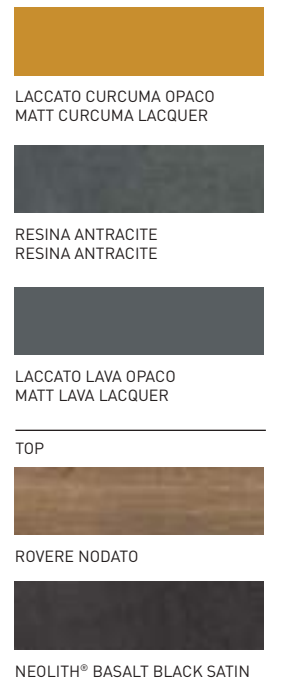 LACCATO CURCUMA OPACO
MATT CURCUMA LACQUER
RESINA ANTRACITE
RESINA ANTRACITE
LACCATO LAVA OPACO
MATT LAVA LACQUER
TOP
ROVERE NODATO
NEOLITH® BASALT BLACK SATIN